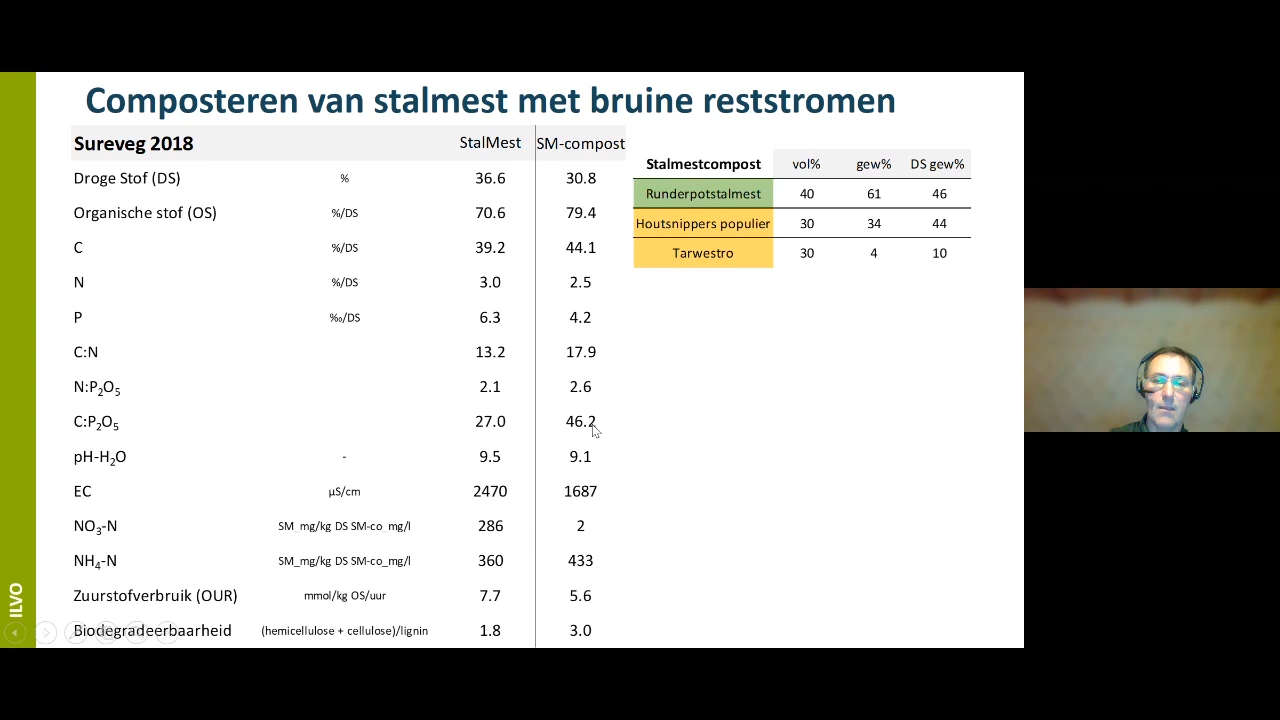 Composteren van stalmest met bruine reststromen
Sureveg 2018 StalMest SM-compost
Droge Stof (DS) % 36.6 30.8
Organische stof (OS) %/DS 70.6 79.4
C %/DS 39.2 44.1
N %/DS 3.0 2.5
P ‰/DS 6.3 4.2
C:N 13.2 17.9
N:P2O5 2.1 2.6
C:P2O5 27.0 46.2
pH-H2O - 9.5 9.1
EC µS/cm 2470 1687
NO3-N SM_mg/kg DS SM-co_mg/l 286 2
NH4-N SM_mg/kg DS SM-co_mg/l 360 433
Zuurstofverbruik (OUR) mmol/kg OS/uur 7.7 5.6
Biodegradeerbaarheid (hemicellulose + cellulose)/lignin 1.8 3.0
Stalmestcompost vol% gew% DS gew%
Runderpotstalmest 40 61 46
Houtsnippers populier 30 34 44
Tarwestro 30 4 10
ILVO